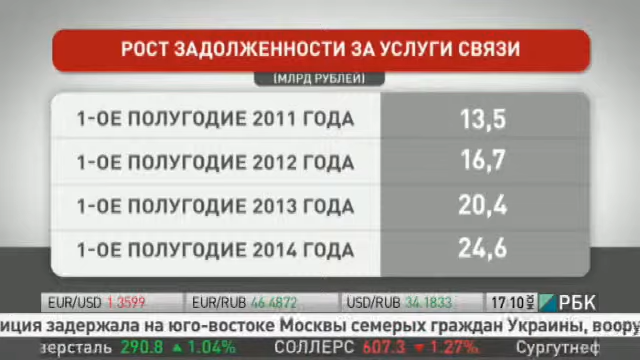 РОСТ ЗАДОЛЖЕННОСТИ ЗА УСЛУГИ СВЯЗИ
(МЛРД РУБЛЕЙ)
1-ОЕ ПОЛУГОДИЕ 2011 ГОДА 13,5
1-ОЕ ПОЛУГОДИЕ 2012 ГОДА 16,7
1-ОЕ ПОЛУГОДИЕ 2013 ГОДА 20,4
1-ОЕ ПОЛУГОДИЕ 2014 ГОДА 24,6
EUR/USD 1.3599 EUR/RUB 46.4872 USD/RUB 34.1833 17:10 МСК РБК
иция задержала на юго-востоке Москвы семерых граждан Украины, воору
верsталь 290.8 ▲ 1.04% СОЛЛЕРС 607.3 ▼ 1.27% Сургутнеф